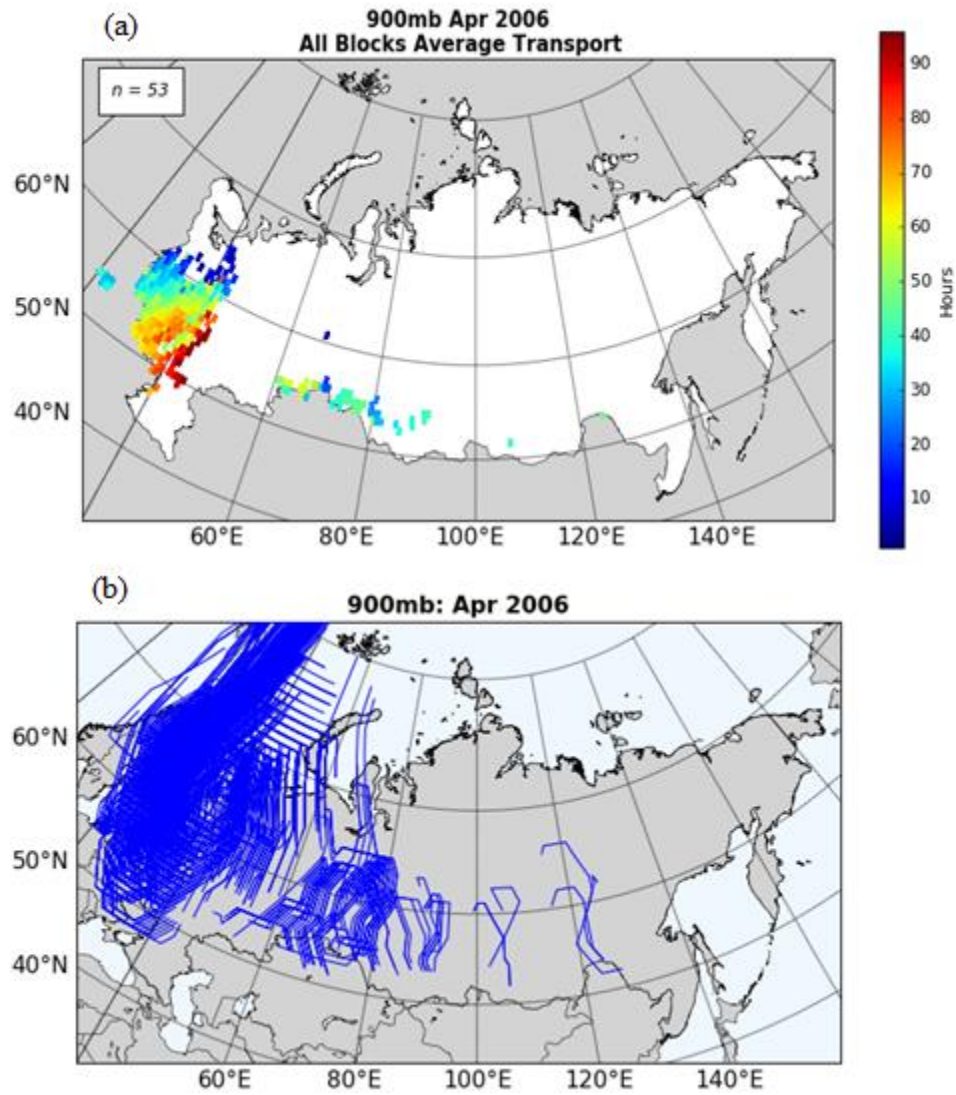 (a)
900mb Apr 2006
All Blocks Average Transport
n = 53
60°N
50°N
40°N
60°E 80°E 100°E 120°E 140°E
90
80
70
60
50
40
30
20
10
Hours
(b)
900mb: Apr 2006
60°N
50°N
40°N
60°E 80°E 100°E 120°E 140°E